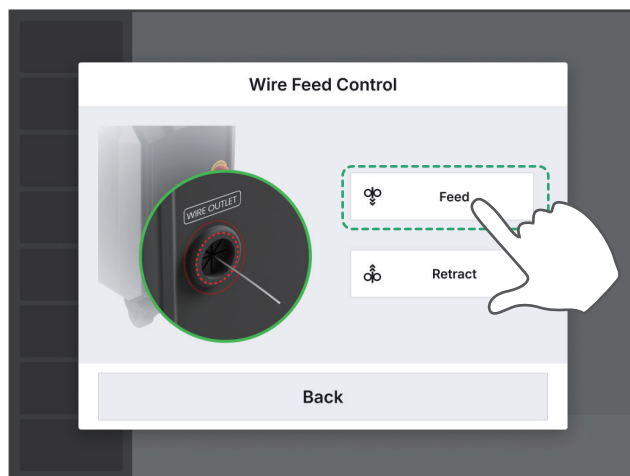 Wire Feed Control
WIRE OUTLET
Feed
Retract
Back